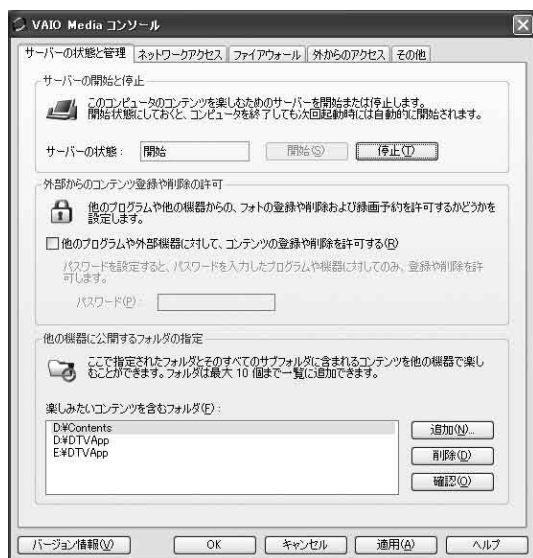 VAIO Media コンソール
サーバーの状態と管理 ネットワークアクセス ファイアウォール 外からのアクセス その他
サーバーの開始と停止
このコンピュータのコンテンツを楽しむためのサーバーを開始または停止します。
開始状態にしておくと、コンピュータを終了しても次回起動時には自動的に開始されます。
サーバーの状態： 開始 開始(S) 停止(T)
外部からのコンテンツ登録や削除の許可
他のプログラムや他の機器からの、フォトの登録や削除および録画予約を許可するかどうかを
設定します。
他のプログラムや外部機器に対して、コンテンツの登録や削除を許可する(R)
パスワードを設定すると、パスワードを入力したプログラムや機器に対してのみ、登録や削除を許
可します。
パスワード(P)：
他の機器に公開するフォルダの指定
ここで指定されたフォルダとそのすべてのサブフォルダに含まれるコンテンツを他の機器で楽し
むことができます。フォルダは最大 10 個まで一覧に追加できます。
楽しみたいコンテンツを含むフォルダ(F)：
D:¥Contents
D:¥DTVApp
E:¥DTVApp
追加(N)...
削除(D)
確認(O)
バージョン情報(V) OK キャンセル 適用(A) ヘルプ